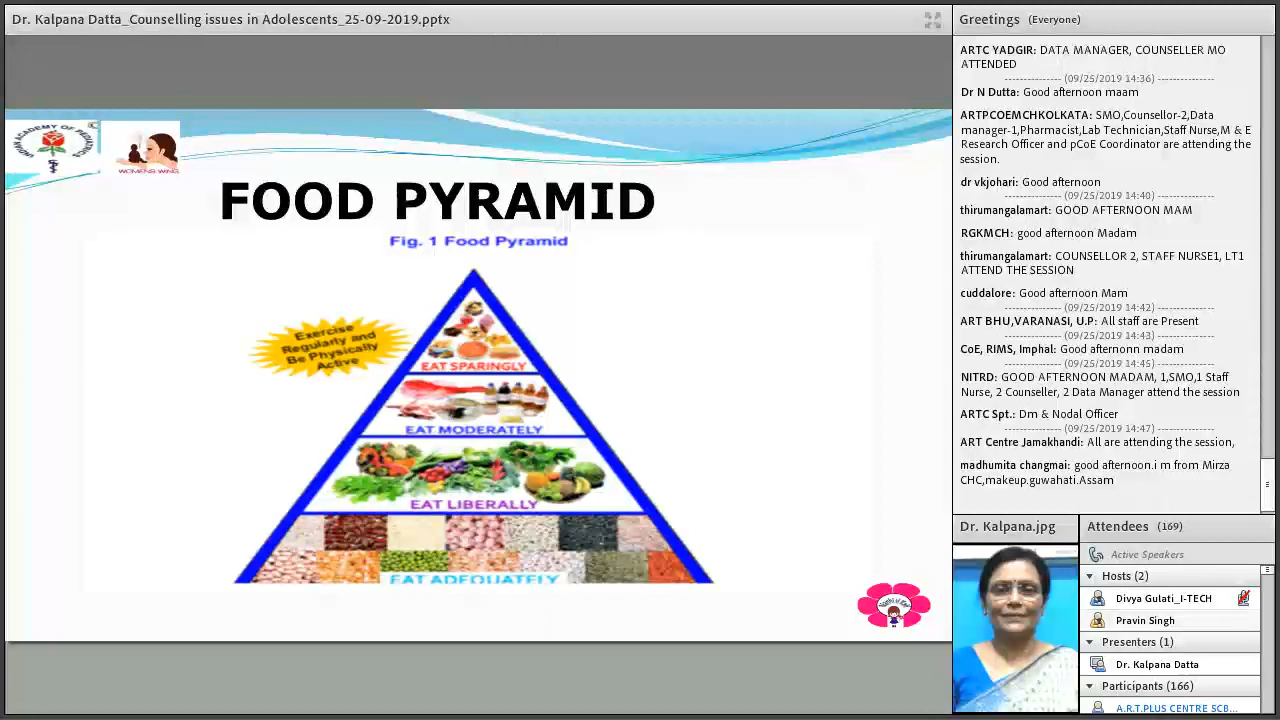 Dr. Kalpana Datta_Counselling issues in Adolescents_25-09-2019.pptx
INDIAN ACADEMY OF PEDIATRICS
WOMENS WING
FOOD PYRAMID
Fig. 1 Food Pyramid
Exercise
Regularly and
Be Physically
Active
EAT SPARINGLY
EAT MODERATELY
EAT LIBERALLY
EAT ADEQUATELY
Greetings (Everyone)
ARTC YADGIR: DATA MANAGER, COUNSELLER MO
ATTENDED
--------------- (09/25/2019 14:36) ---------------
Dr N Dutta: Good afternoon maam
ARTPCOEMCHKOLKATA: SMO,Counsellor-2,Data
manager-1,Pharmacist,Lab Technician,Staff Nurse,M & E
Research Officer and pCoE Coordinator are attending the
session.
dr vkjohari: Good afternoon
--------------- (09/25/2019 14:40) ---------------
thirumangalamart: GOOD AFTERNOON MAM
RGKMCH: good afternoon Madam
thirumangalamart: COUNSELLOR 2, STAFF NURSE1, LT1
ATTEND THE SESSION
cuddalore: Good afternoon Mam
--------------- (09/25/2019 14:42) ---------------
ART BHU,VARANASI, U.P: All staff are Present
--------------- (09/25/2019 14:43) ---------------
CoE, RIMS, Imphal: Good afternoon madam
--------------- (09/25/2019 14:45) ---------------
NITRD: GOOD AFTERNOON MADAM, 1 SMO,1 Staff
Nurse, 2 Counseller, 2 Data Manager attend the session
ARTC Spt.: Dm & Nodal Officer
--------------- (09/25/2019 14:47) ---------------
ART Centre Jamakhandi: All are attending the session,
madhumita changmai: good afternoon.i m from Mirza
CHC,makeup.guwahati.Assam
Dr. Kalpana.jpg
Attendees (169)
Active Speakers
Hosts (2)
Divya Gulati_I-TECH
Pravin Singh
Presenters (1)
Dr. Kalpana Datta
Participants (166)
A.R.T.PLUS CENTRE SCB...